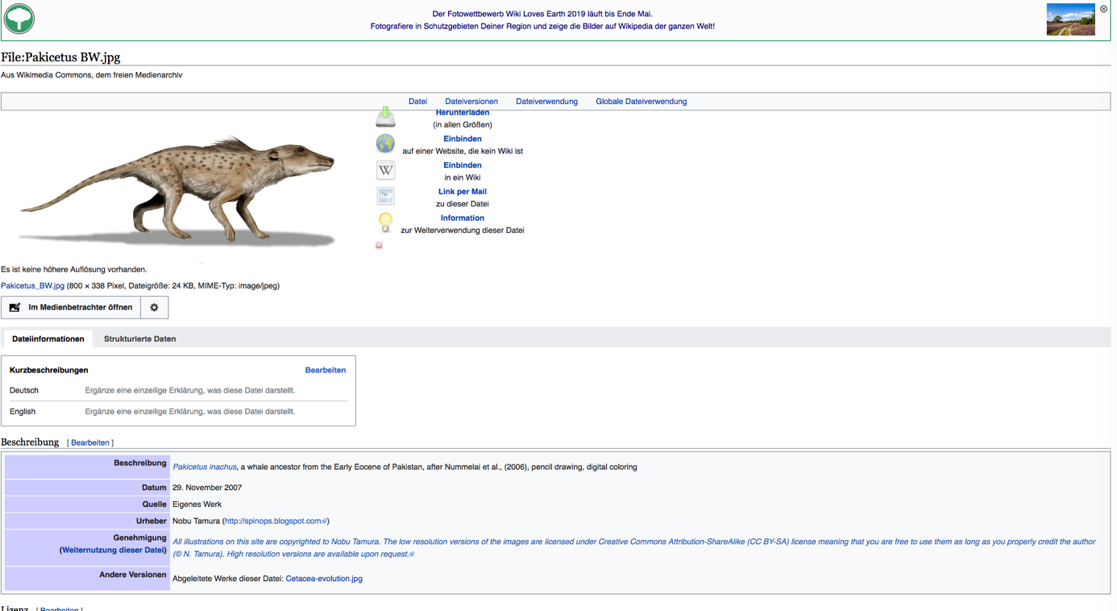 Der Fotowettbewerb Wiki Loves Earth 2019 läuft bis Ende Mai.
Fotografiere in Schutzgebieten Deiner Region und zeige die Bilder auf Wikipedia der ganzen Welt!
File:Pakicetus BW.jpg
Aus Wikimedia Commons, dem freien Medienarchiv
Datei Dateiversionen Dateiverwendung Globale Dateiverwendung
Herunterladen
(in allen Größen)
Einbinden
auf einer Website, die kein Wiki ist
W
Einbinden
in ein Wiki
Link per Mail
zu dieser Datei
Information
zur Weiterverwendung dieser Datei
Es ist keine höhere Auflösung vorhanden.
Pakicetus_BW.jpg (800 × 338 Pixel, Dateigröße: 24 KB, MIME-Typ: image/jpeg)
Im Medienbetrachter öffnen
Dateiinformationen Strukturierte Daten
Kurzbeschreibungen Bearbeiten
Deutsch Ergänze eine einzeilige Erklärung, was diese Datei darstellt.
English Ergänze eine einzeilige Erklärung, was diese Datei darstellt.
Beschreibung [ Bearbeiten ]
Beschreibung Pakicetus inachus, a whale ancestor from the Early Eocene of Pakistan, after Nummelai et al., (2006), pencil drawing, digital coloring
Datum 29. November 2007
Quelle Eigenes Werk
Urheber Nobu Tamura (http://spinops.blogspot.com)
Genehmigung
(Weiternutzung dieser Datei)
All illustrations on this site are copyrighted to Nobu Tamura. The low resolution versions of the images are licensed under Creative Commons Attribution-ShareAlike (CC BY-SA) license meaning that you are free to use them as long as you properly credit the author
(© N. Tamura). High resolution versions are available upon request.
Andere Versionen Abgeleitete Werke dieser Datei: Cetacea-evolution.jpg
Lizenz [ Bearbeiten ]